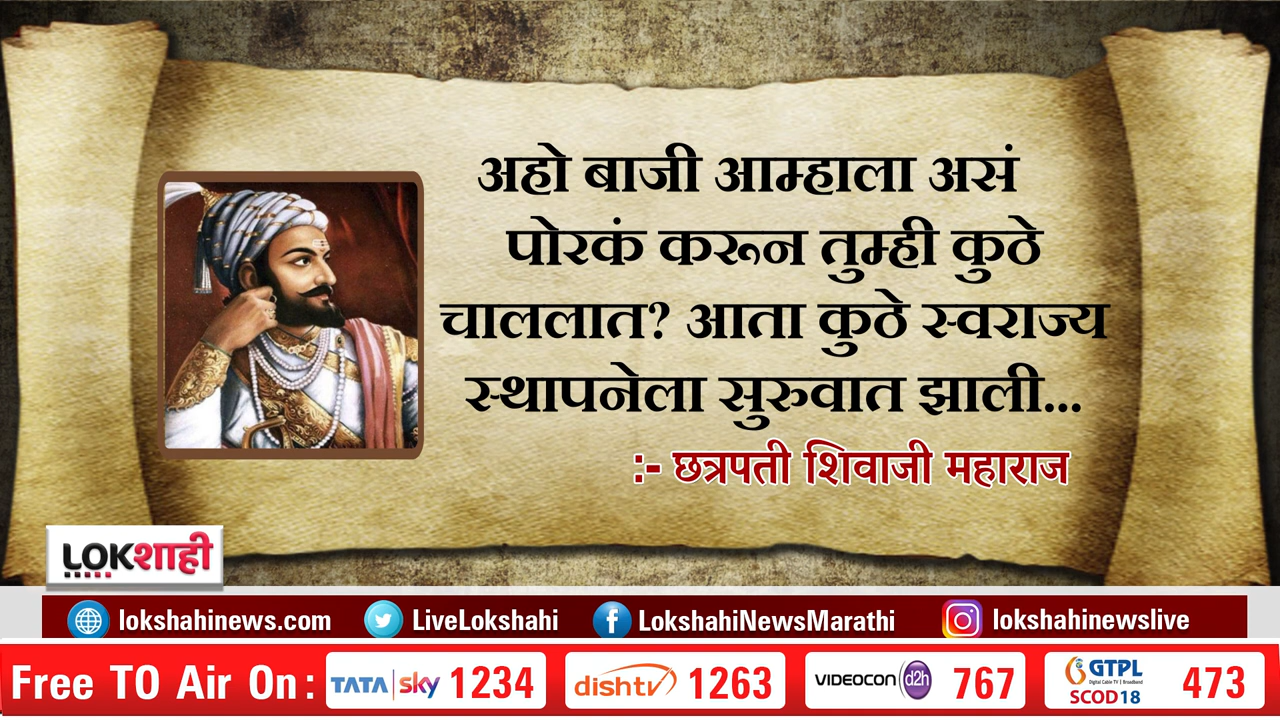 अहो बाजी आम्हाला असं
पोरकं करून तुम्ही कुठे
चाललात? आता कुठे स्वराज्य
स्थापनेला सुरुवात झाली...
:- छत्रपती शिवाजी महाराज
LOKशाही
lokshahinews.com LiveLokshahi LokshahiNewsMarathi lokshahinewslive
Free TO Air On : TATA sky 1234 dishtv 1263 VIDEOCON d2h 767 GTPL Digital Cable TV | Broadband SCOD18 473